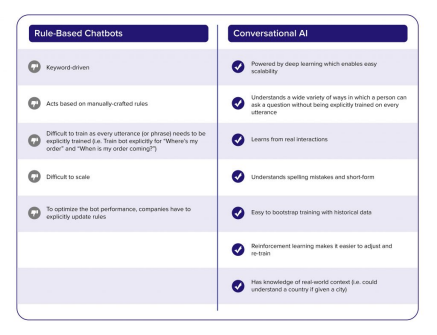 Rule-Based Chatbots
Keyword-driven
Acts based on manually-crafted rules
Difficult to train as every utterance (or phrase) needs to be
explicitly trained (i.e. Train bot explicitly for "Where's my
order" and "When is my order coming?")
Difficult to scale
To optimize the bot performance, companies have to
explicitly update rules
Conversational AI
Powered by deep learning which enables easy
scalability
Understands a wide variety of ways in which a person can
ask a question without being explicitly trained on every
utterance
Learns from real interactions
Understands spelling mistakes and short-form
Easy to bootstrap training with historical data
Reinforcement learning makes it easier to adjust and
re-train
Has knowledge of real-world context (i.e. could
understand a country if given a city)